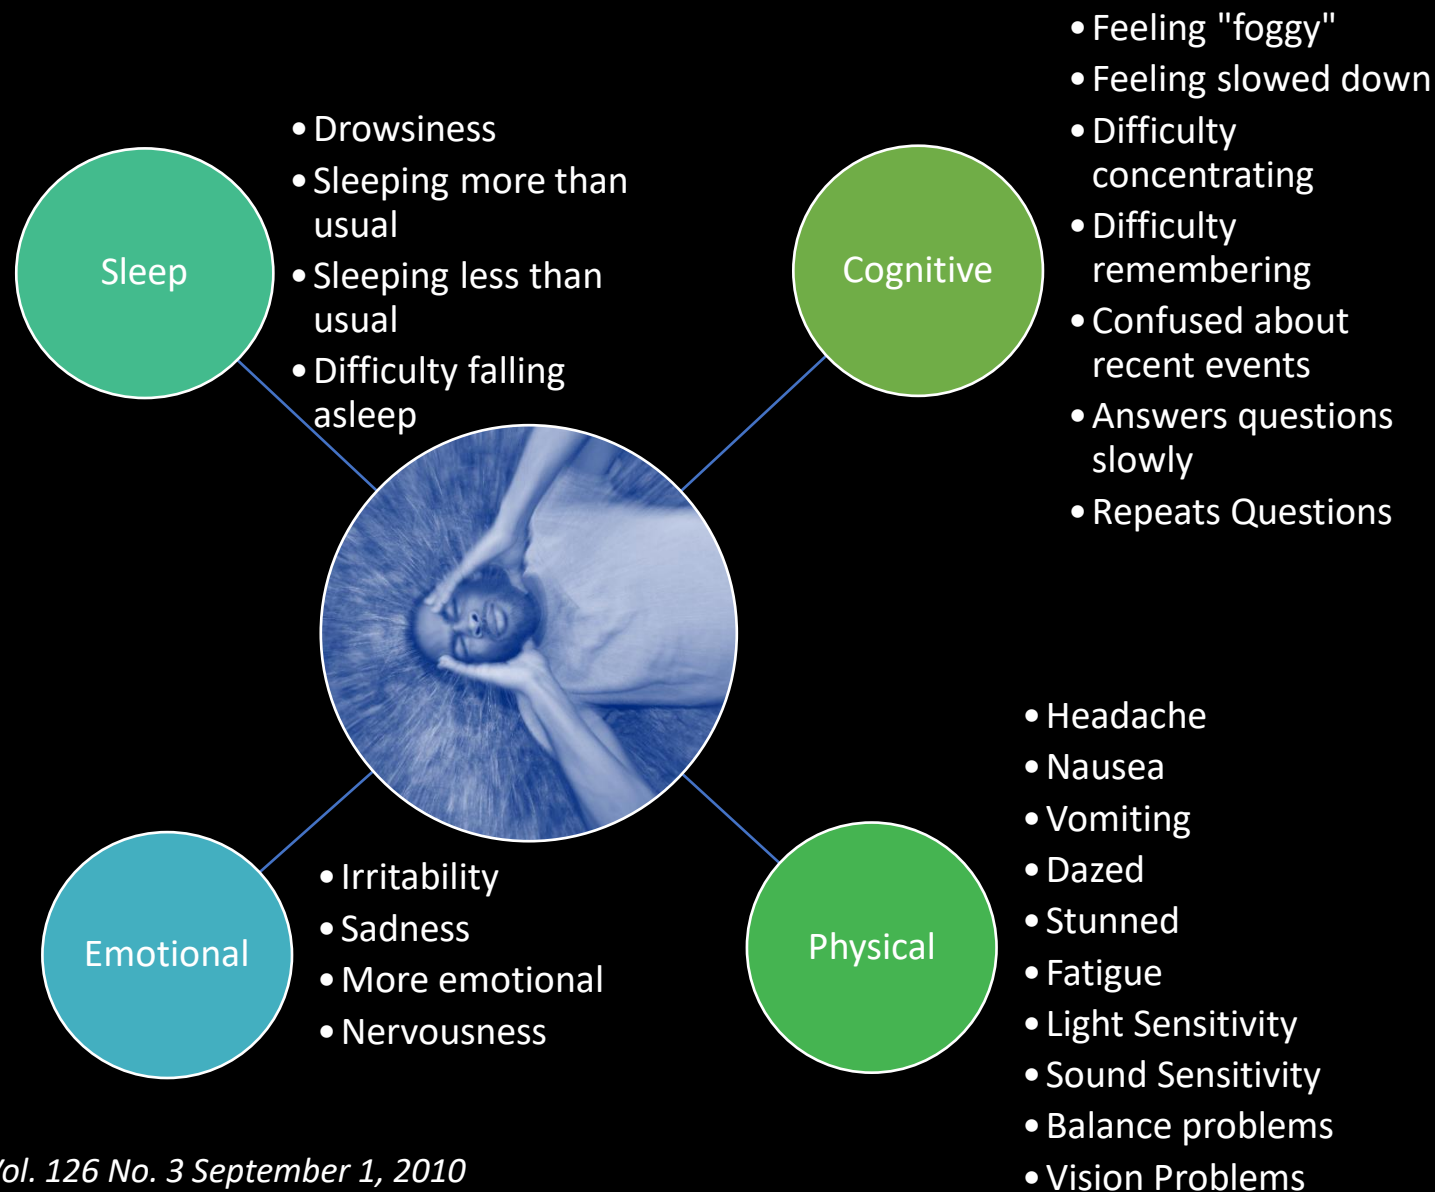 Sleep
• Drowsiness
• Sleeping more than
usual
• Sleeping less than
usual
• Difficulty falling
asleep
Cognitive
• Feeling "foggy"
• Feeling slowed down
• Difficulty
concentrating
• Difficulty
remembering
• Confused about
recent events
• Answers questions
slowly
• Repeats Questions
Emotional
• Irritability
• Sadness
• More emotional
• Nervousness
Physical
• Headache
• Nausea
• Vomiting
• Dazed
• Stunned
• Fatigue
• Light Sensitivity
• Sound Sensitivity
• Balance problems
• Vision Problems
Vol. 126 No. 3 September 1, 2010